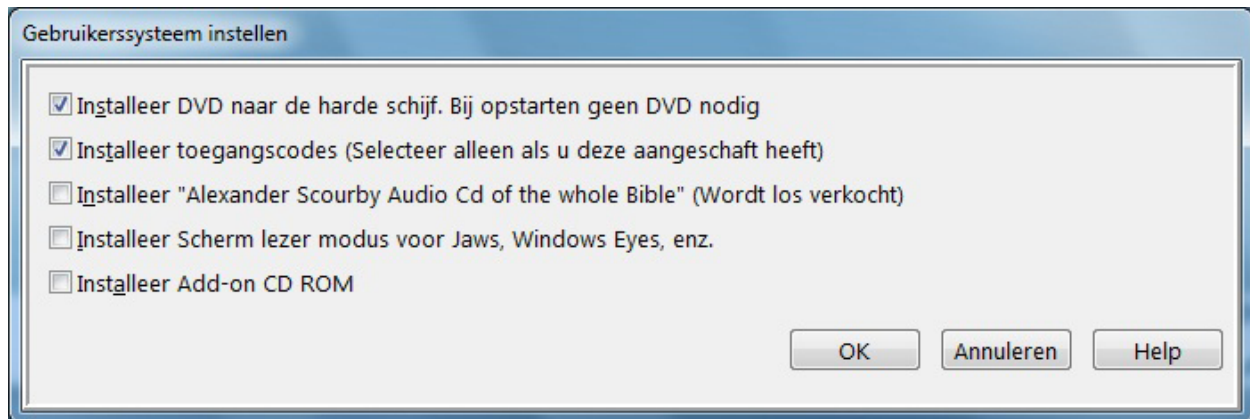 Gebruikerssysteem instellen
Installeer DVD naar de harde schijf. Bij opstarten geen DVD nodig
Installeer toegangscodes (Selecteer alleen als u deze aangeschaft heeft)
Installeer "Alexander Scourby Audio Cd of the whole Bible" (Wordt los verkocht)
Installeer Scherm lezer modus voor Jaws, Windows Eyes, enz.
Installeer Add-on CD ROM
OK Annuleren Help